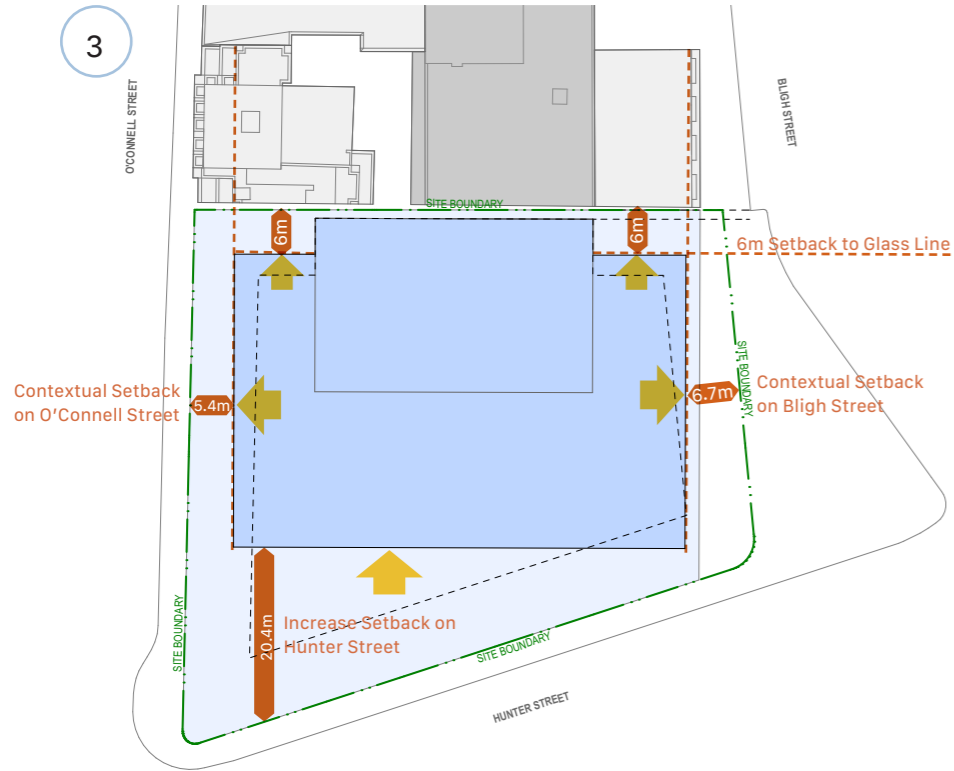 3
O'CONNELL STREET
BLIGH STREET
SITE BOUNDARY
6m
6m
6m Setback to Glass Line
Contextual Setback
on O'Connell Street
5.4m
6.7m
Contextual Setback
on Bligh Street
SITE BOUNDARY
20.4m
Increase Setback on
Hunter Street
SITE BOUNDARY
SITE BOUNDARY
HUNTER STREET